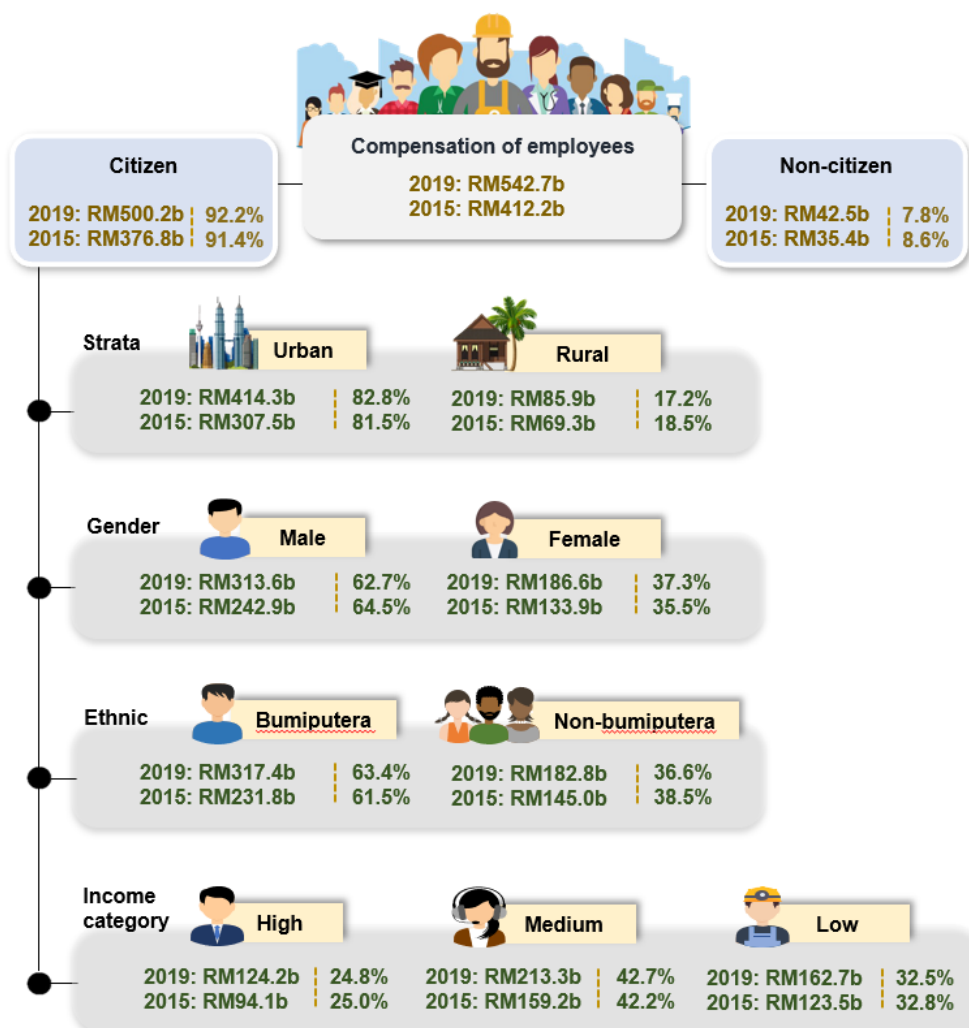 Compensation of employees
2019: RM542.7b
2015: RM412.2b
Citizen
2019: RM500.2b 92.2%
2015: RM376.8b 91.4%
Non-citizen
2019: RM42.5b 7.8%
2015: RM35.4b 8.6%
Strata
Urban
2019: RM414.3b 82.8%
2015: RM307.5b 81.5%
Rural
2019: RM85.9b 17.2%
2015: RM69.3b 18.5%
Gender
Male
2019: RM313.6b 62.7%
2015: RM242.9b 64.5%
Female
2019: RM186.6b 37.3%
2015: RM133.9b 35.5%
Ethnic
Bumiputera
2019: RM317.4b 63.4%
2015: RM231.8b 61.5%
Non-bumiputera
2019: RM182.8b 36.6%
2015: RM145.0b 38.5%
Income
category
High
2019: RM124.2b 24.8%
2015: RM94.1b 25.0%
Medium
2019: RM213.3b 42.7%
2015: RM159.2b 42.2%
Low
2019: RM162.7b 32.5%
2015: RM123.5b 32.8%